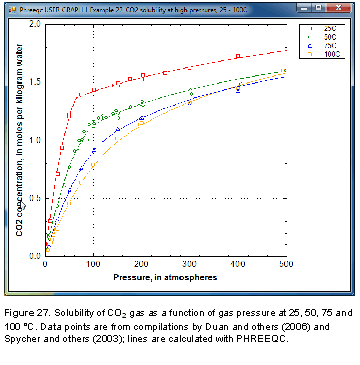 Phreeqc USER GRAPH 1 Example 27. CO2 solubility at high pressures, 25 - 100C
25C
50C
75C
100C
CO2 concentration, in moles per kilogram water
2.0
1.5
1.0
0.5
0.0
0
100
200
300
400
500
Pressure, in atmospheres
Figure 27. Solubility of CO2 gas as a function of gas pressure at 25, 50, 75 and
100 °C. Data points are from compilations by Duan and others (2006) and
Spycher and others (2003); lines are calculated with PHREEQC.